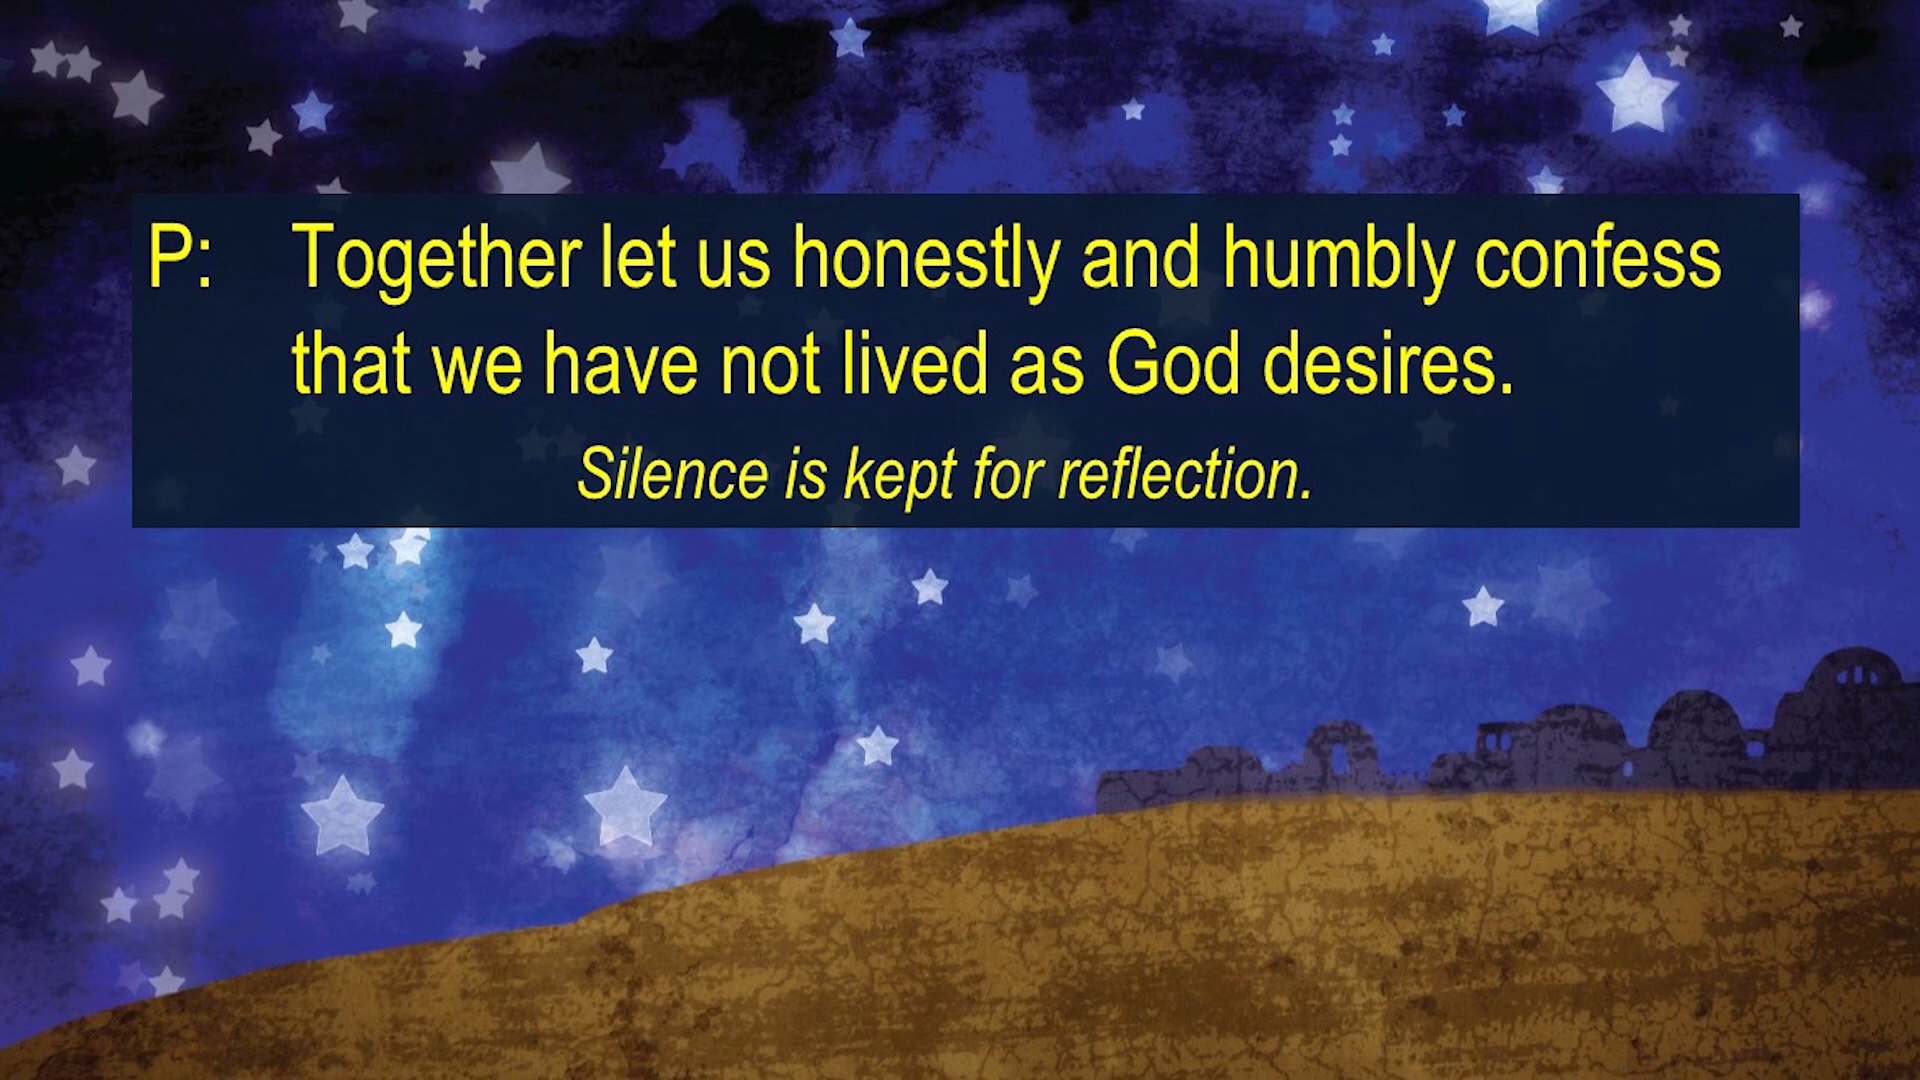 P: Together let us honestly and humbly confess
that we have not lived as God desires.
Silence is kept for reflection.